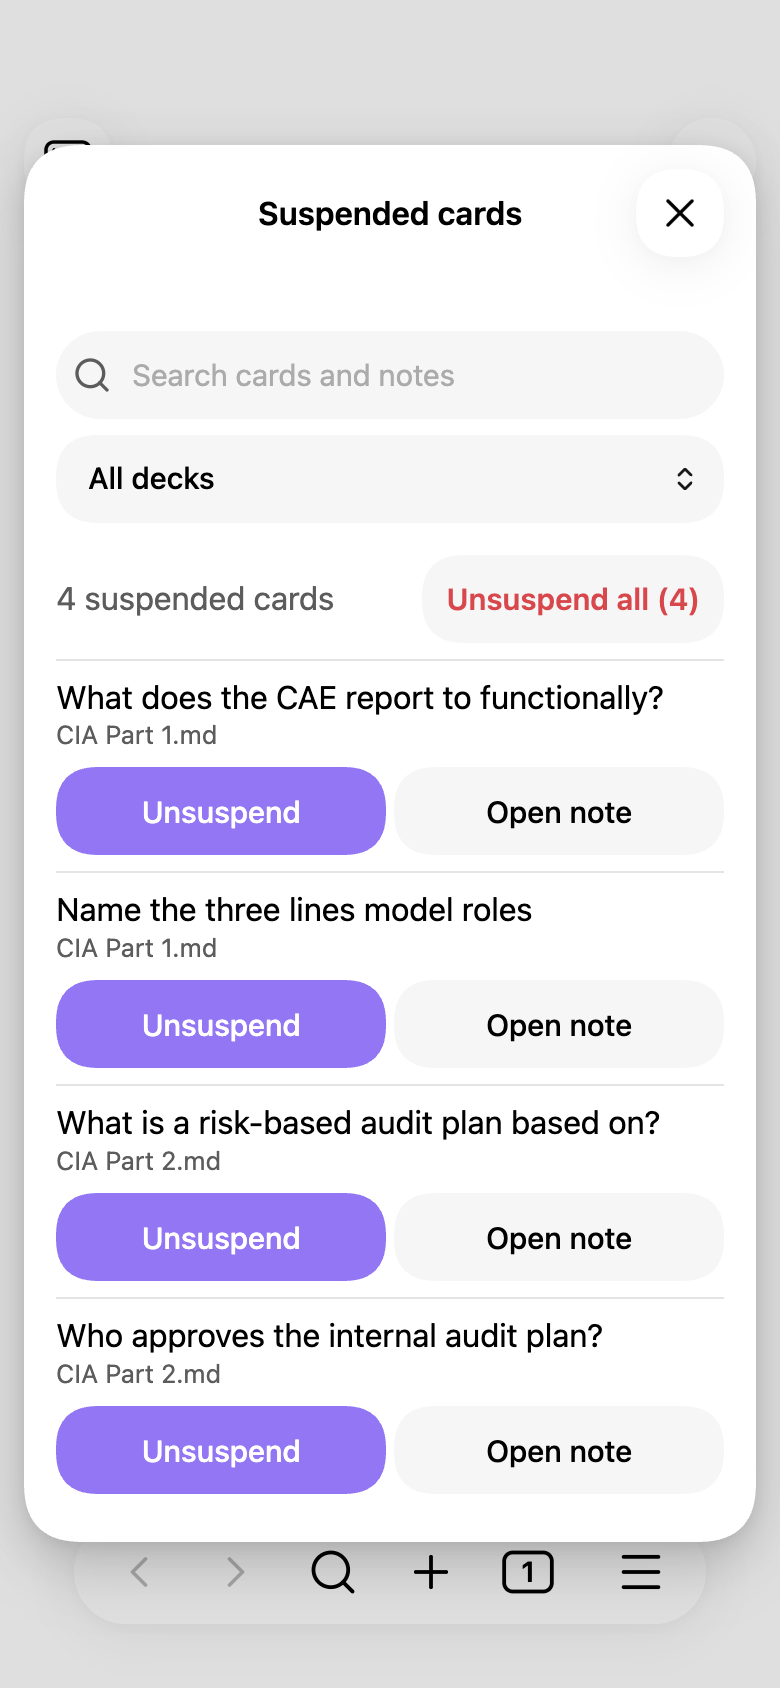 Suspended cards
Search cards and notes
All decks
4 suspended cards
Unsuspend all (4)
What does the CAE report to functionally?
CIA Part 1.md
Unsuspend
Open note
Name the three lines model roles
CIA Part 1.md
Unsuspend
Open note
What is a risk-based audit plan based on?
CIA Part 2.md
Unsuspend
Open note
Who approves the internal audit plan?
CIA Part 2.md
Unsuspend
Open note
1